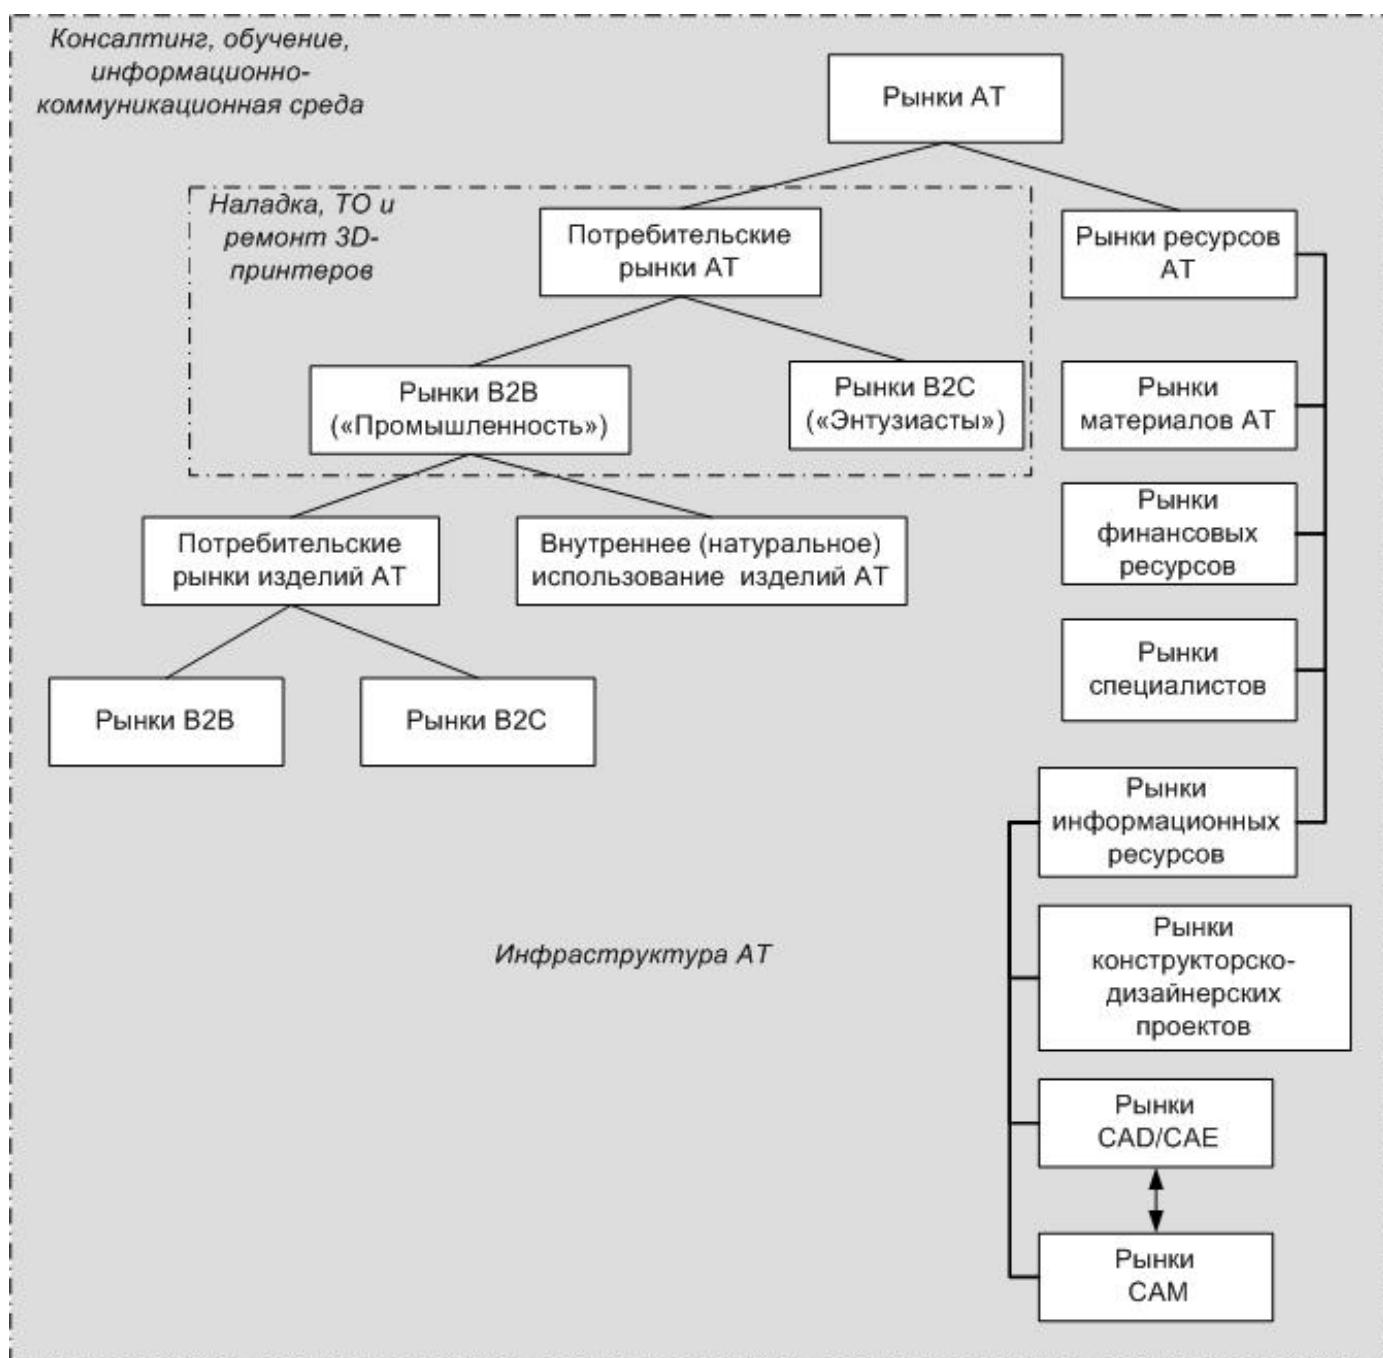 Консалтинг, обучение,
информационно-
коммуникационная среда
Рынки АТ
Наладка, ТО и
ремонт 3D-
принтеров
Потребительские
рынки АТ
Рынки ресурсов
АТ
Рынки B2B
(«Промышленность»)
Рынки B2C
(«Энтузиасты»)
Рынки
материалов АТ
Потребительские
рынки изделий АТ
Внутреннее (натуральное)
использование изделий АТ
Рынки
финансовых
ресурсов
Рынки
специалистов
Рынки B2B
Рынки B2C
Рынки
информационных
ресурсов
Инфраструктура АТ
Рынки
конструкторско-
дизайнерских
проектов
Рынки
CAD/CAE
Рынки
CAM